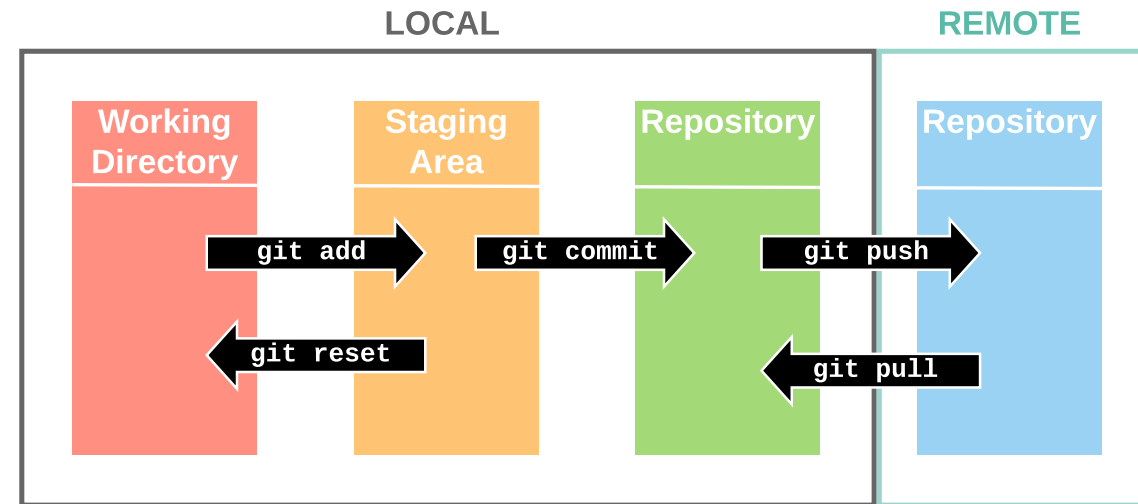 LOCAL
REMOTE
Working
Directory
Staging
Area
Repository
Repository
git add
git commit
git push
git reset
git pull